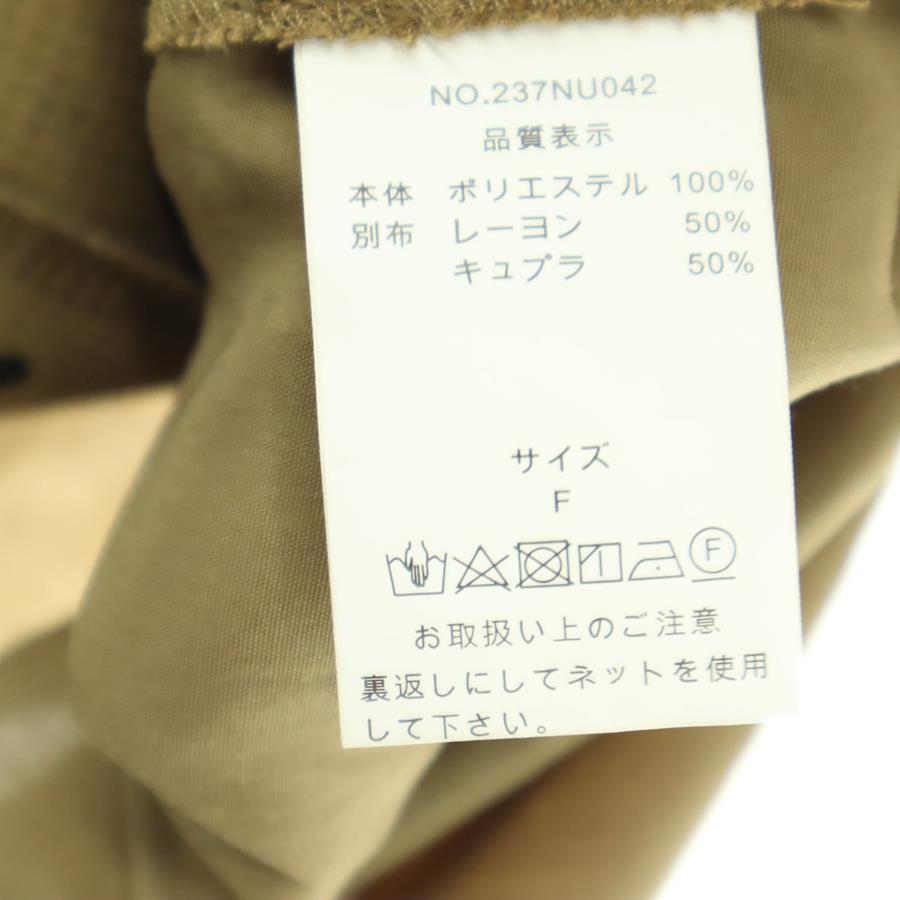 NO.237NU042
品質表示
本体 ポリエステル 100%
別布 レーヨン 50%
キュプラ 50%
サイズ
F
F
お取扱い上のご注意
裏返しにしてネットを使用
して下さい。